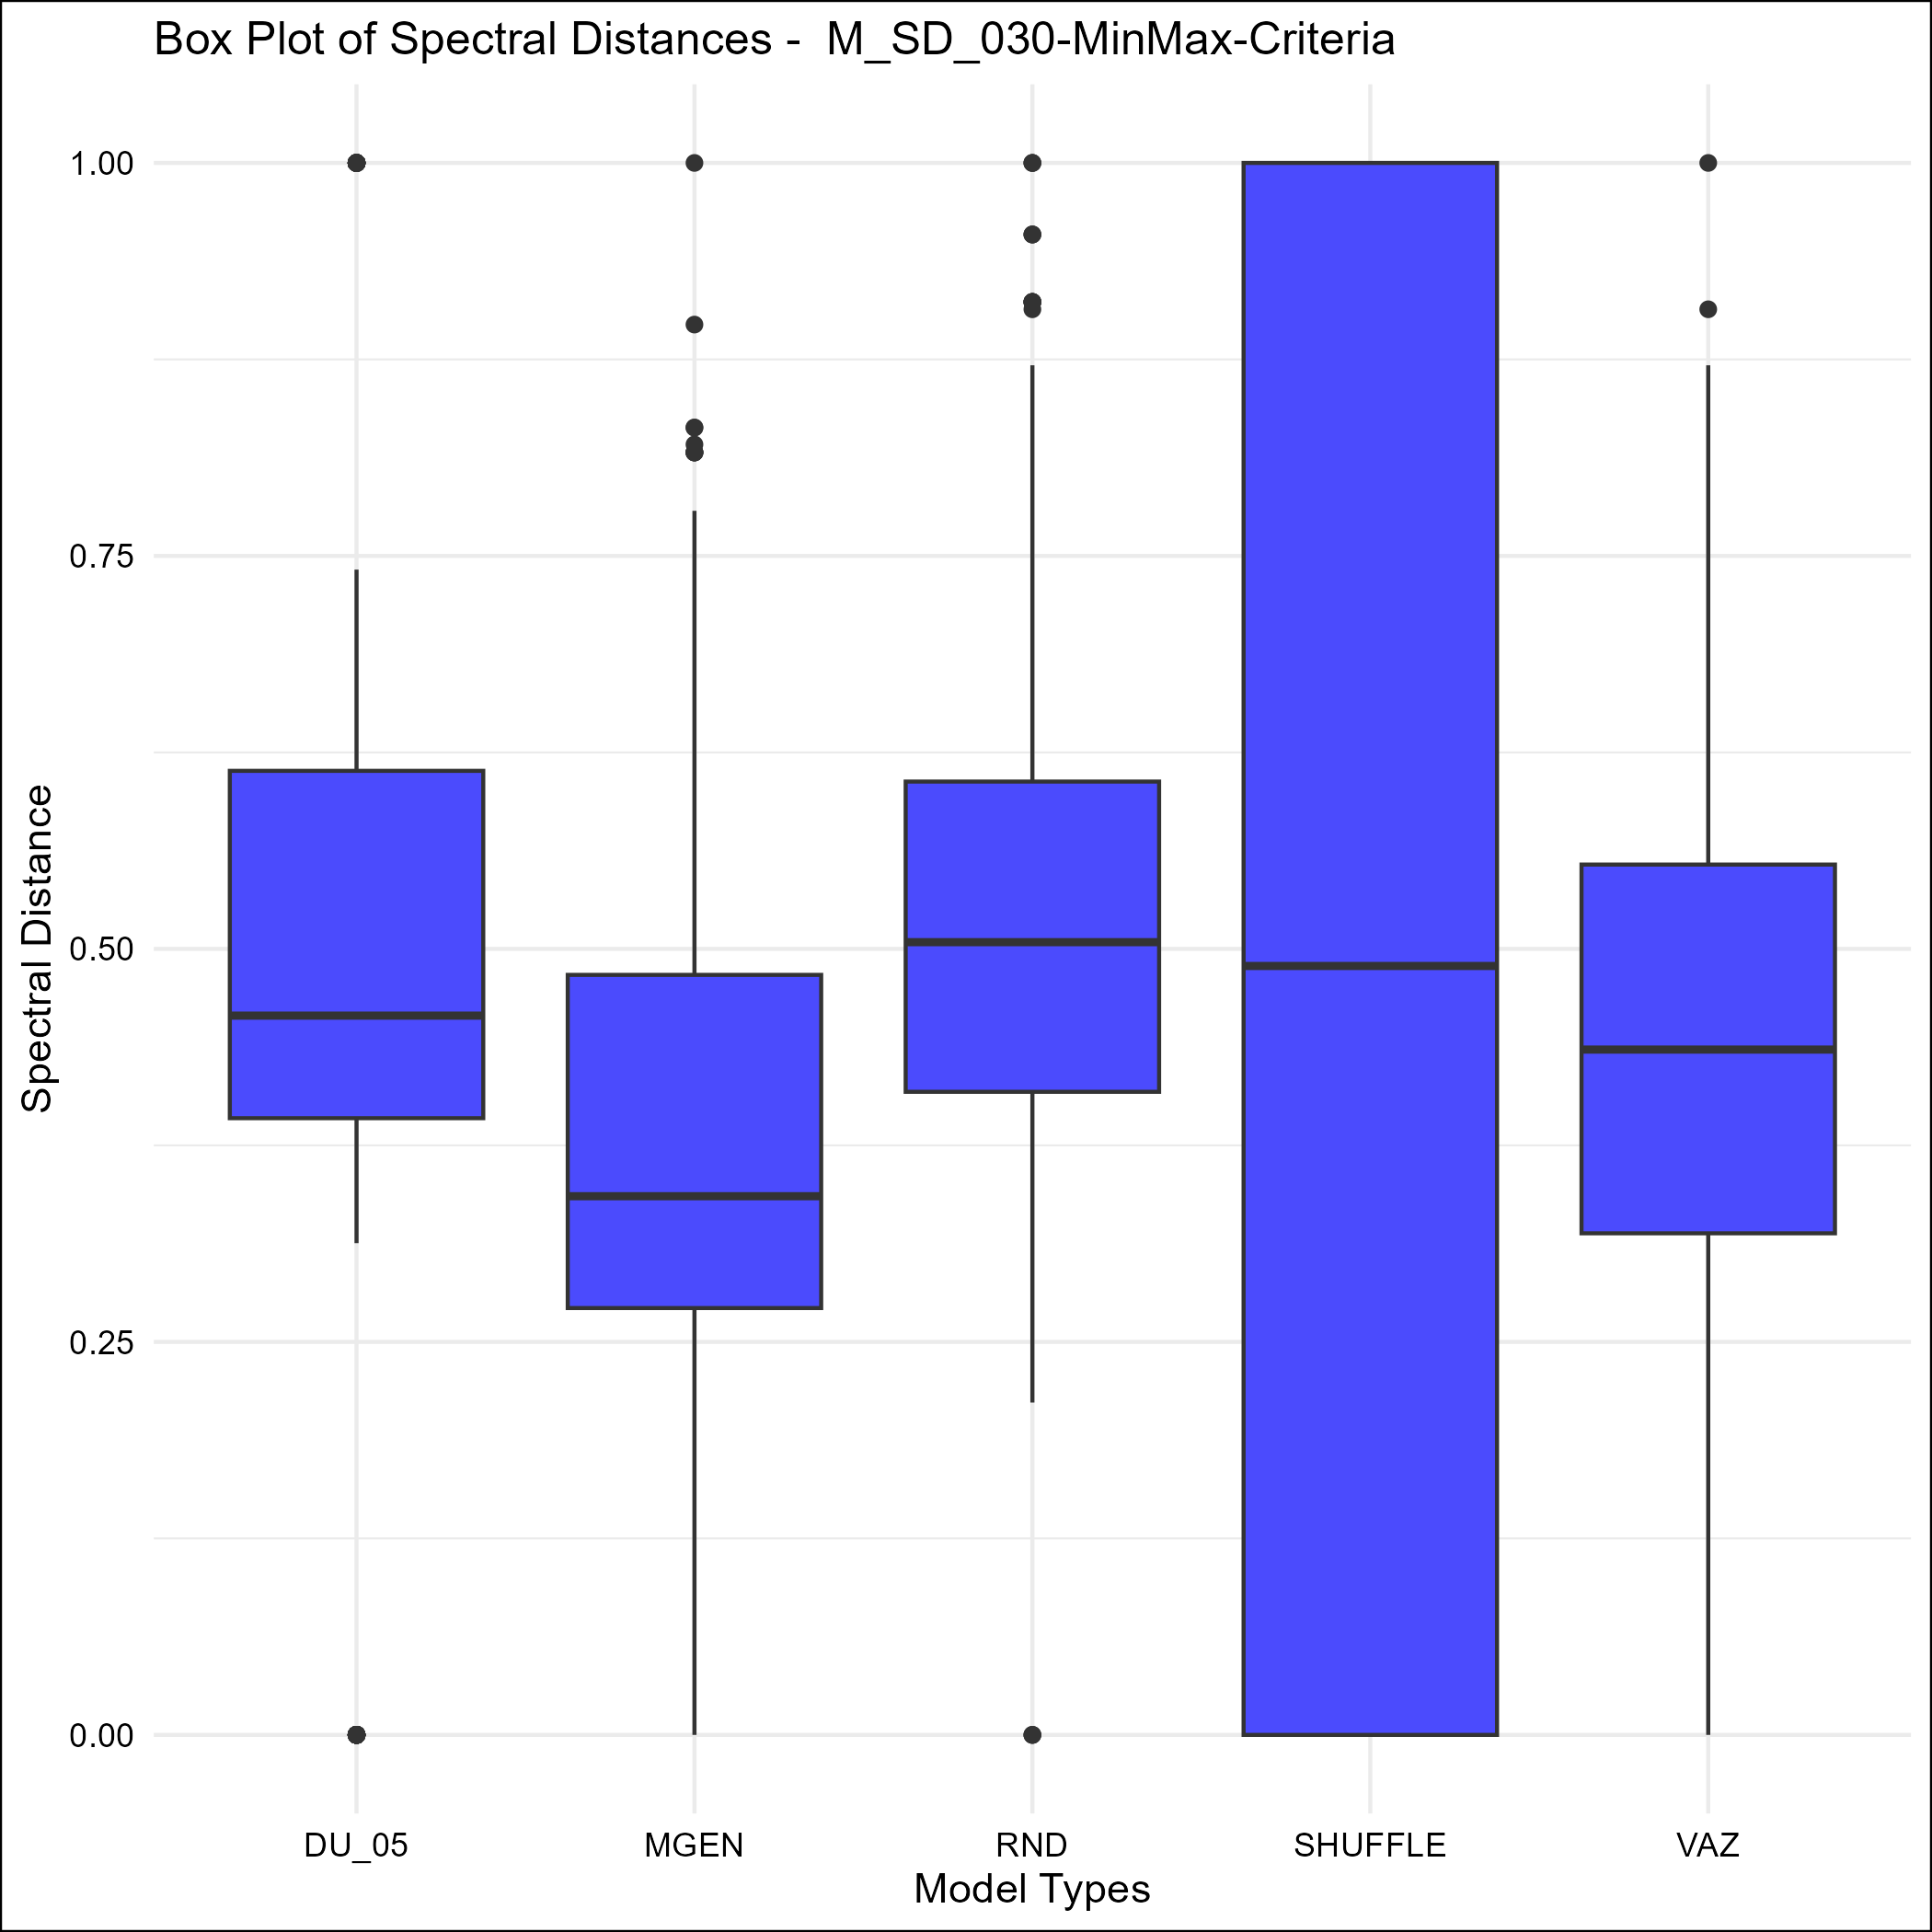 Box Plot of Spectral Distances -  M_SD_030-MinMax-Criteria
Spectral Distance
1.00
0.75
0.50
0.25
0.00
DU_05 MGEN RND SHUFFLE VAZ
Model Types